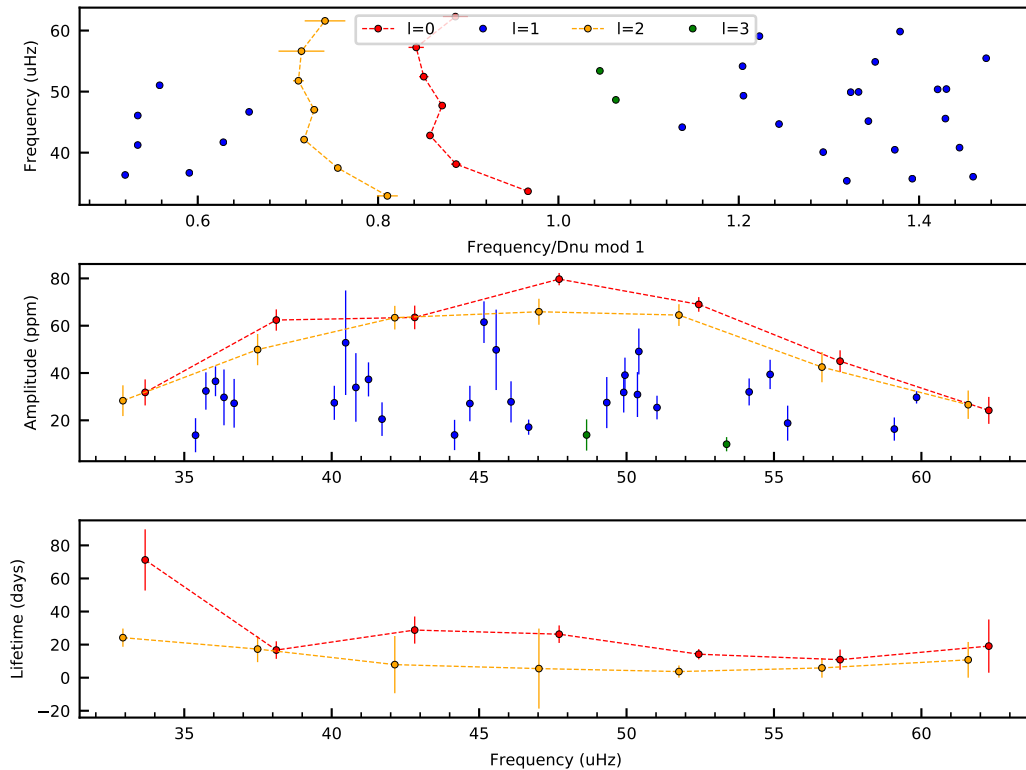 l=0 l=1 l=2 l=3
60
50
40
Frequency (uHz)
0.6 0.8 1.0 1.2 1.4
Frequency/Dnu mod 1
80
60
40
20
Amplitude (ppm)
35 40 45 50 55 60
80
60
40
20
0
−20
Lifetime (days)
35 40 45 50 55 60
Frequency (uHz)